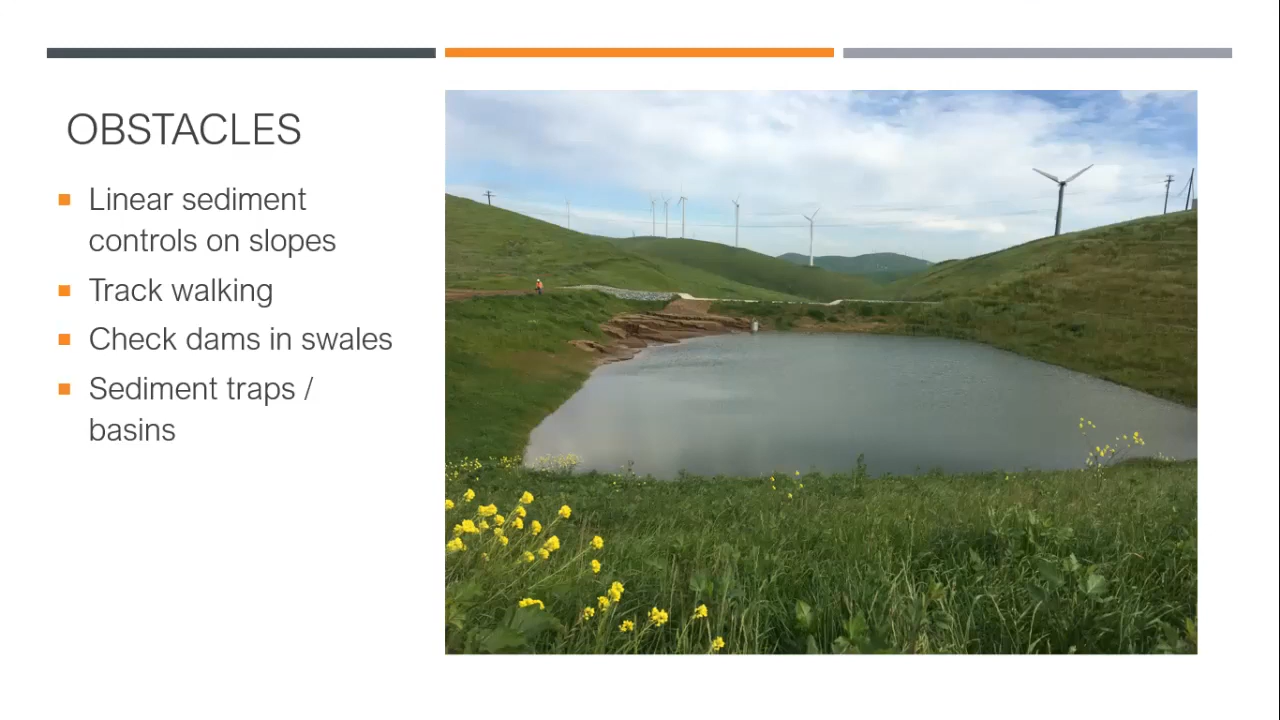 OBSTACLES
Linear sediment
controls on slopes
Track walking
Check dams in swales
Sediment traps /
basins